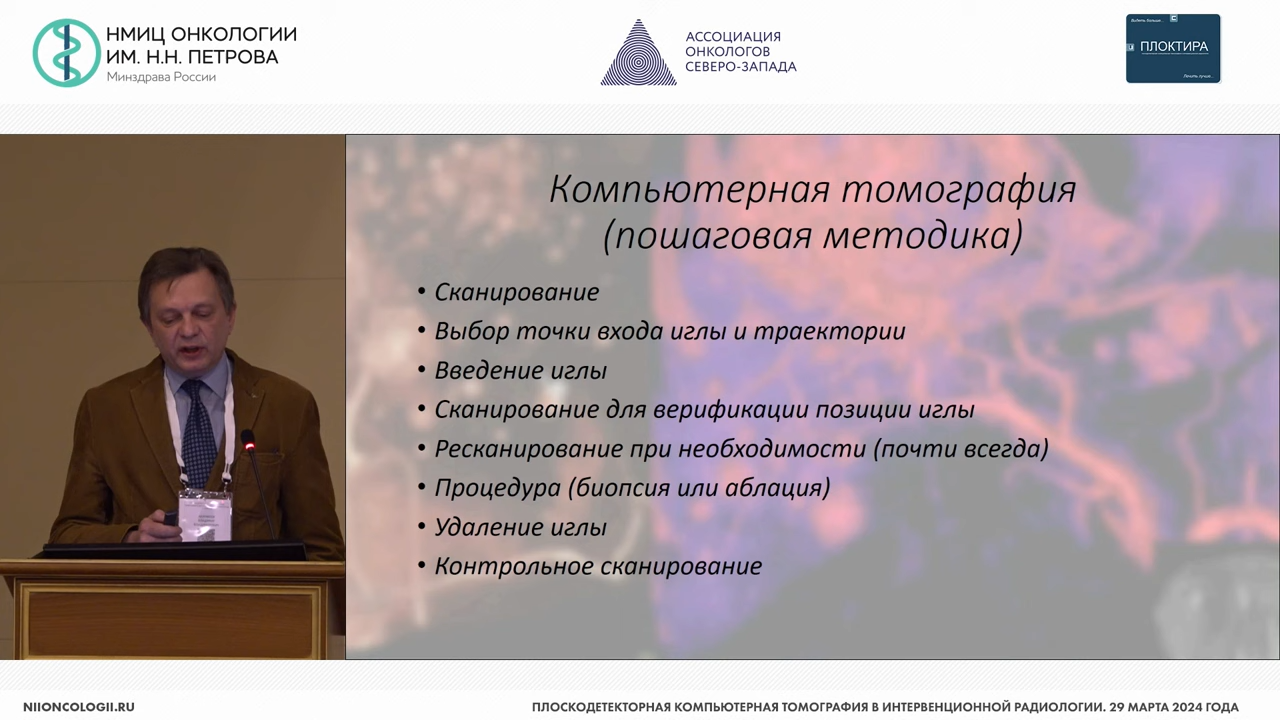 НМИЦ ОНКОЛОГИИ
ИМ. Н.Н. ПЕТРОВА
Минздрава России
АССОЦИАЦИЯ
ОНКОЛОГОВ
СЕВЕРО-ЗАПАДА
ПЛОКТИРА
Компьютерная томография
(пошаговая методика)
• Сканирование
• Выбор точки входа иглы и траектории
• Введение иглы
• Сканирование для верификации позиции иглы
• Ресканирование при необходимости (почти всегда)
• Процедура (биопсия или аблация)
• Удаление иглы
• Контрольное сканирование
NIIONCOLOGII.RU
ПЛОСКОДЕТЕКТОРНАЯ КОМПЬЮТЕРНАЯ ТОМОГРАФИЯ В ИНТЕРВЕНЦИОННОЙ РАДИОЛОГИИ. 29 МАРТА 2024 ГОДА